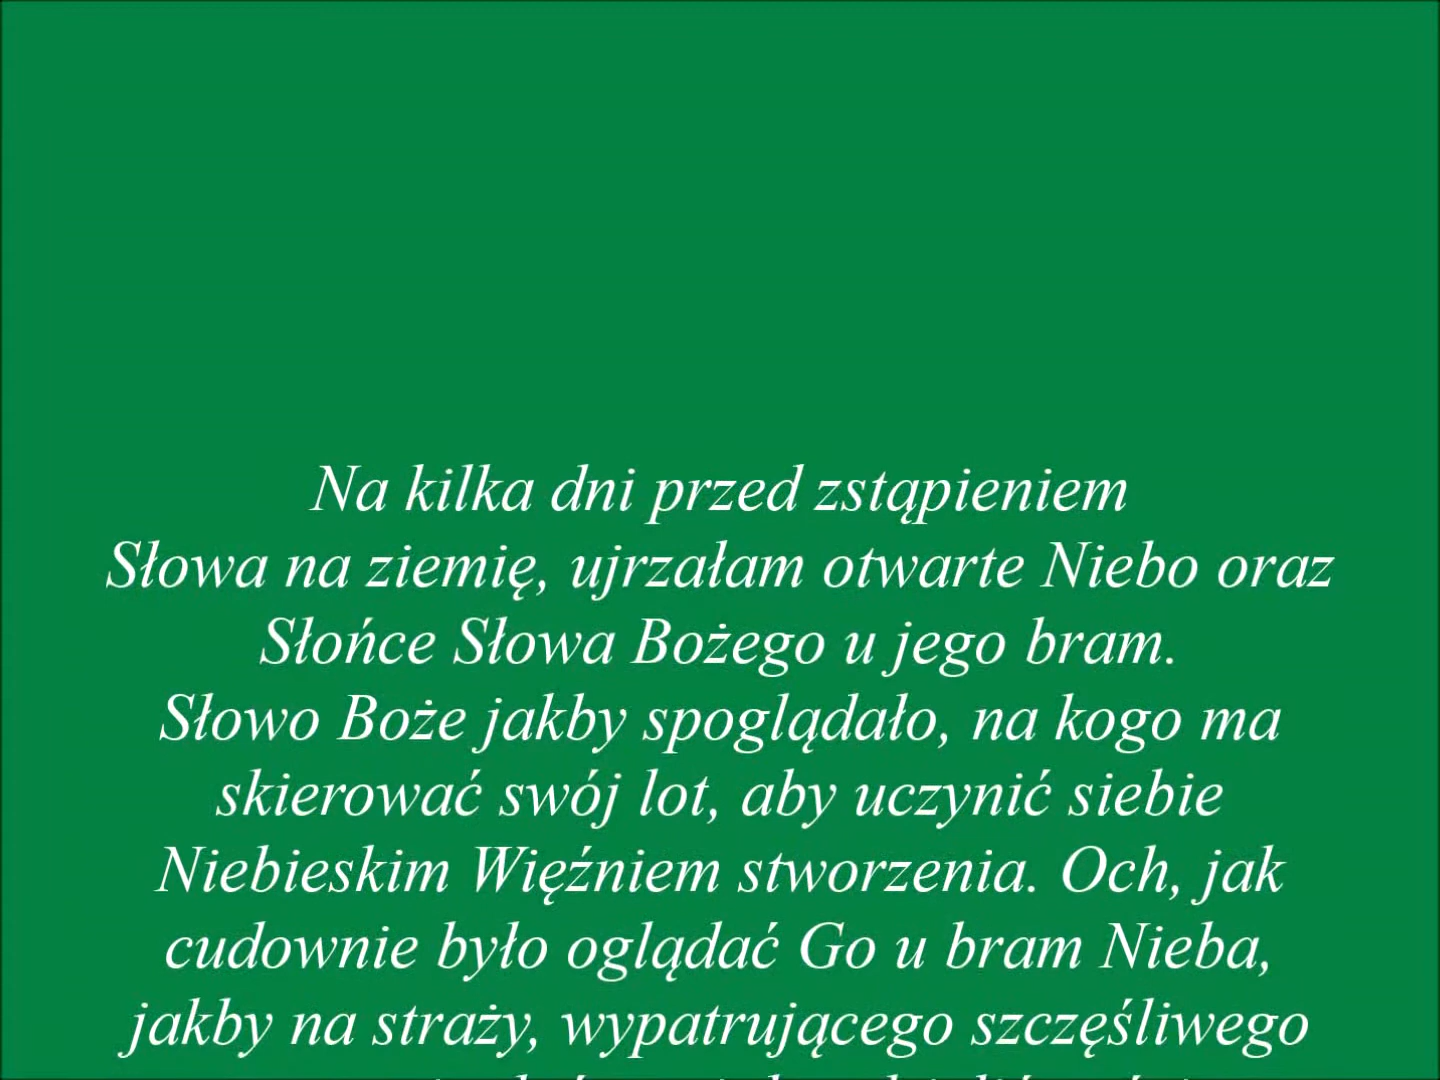 Na kilka dni przed zstąpieniem
Słowa na ziemię, ujrzałam otwarte Niebo oraz
Słońce Słowa Bożego u jego bram.
Słowo Boże jakby spoglądało, na kogo ma
skierować swój lot, aby uczynić siebie
Niebieskim Więźniem stworzenia. Och, jak
cudownie było oglądać Go u bram Nieba,
jakby na straży, wypatrującego szczęśliwego